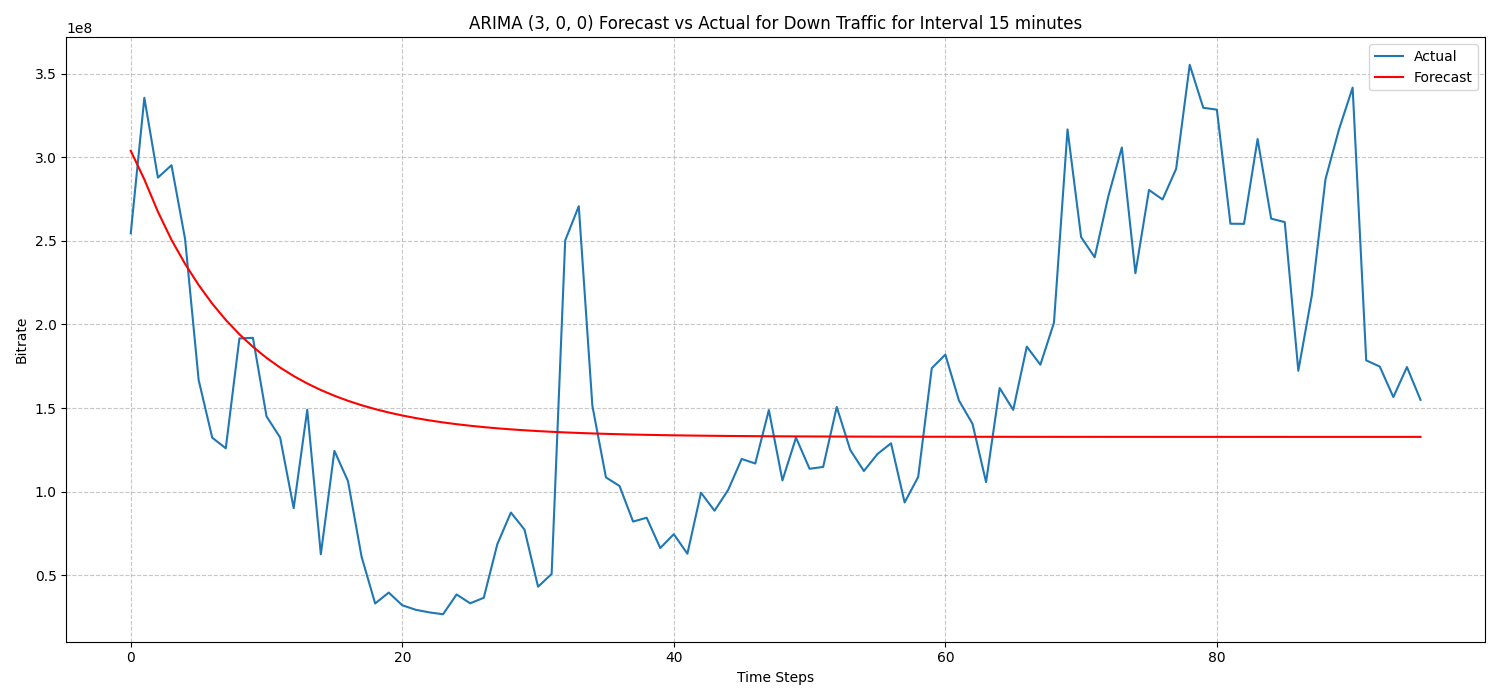 ARIMA (3, 0, 0) Forecast vs Actual for Down Traffic for Interval 15 minutes
1e8
Actual
Forecast
3.5
3.0
2.5
2.0
1.5
1.0
0.5
Bitrate
0 20 40 60 80
Time Steps